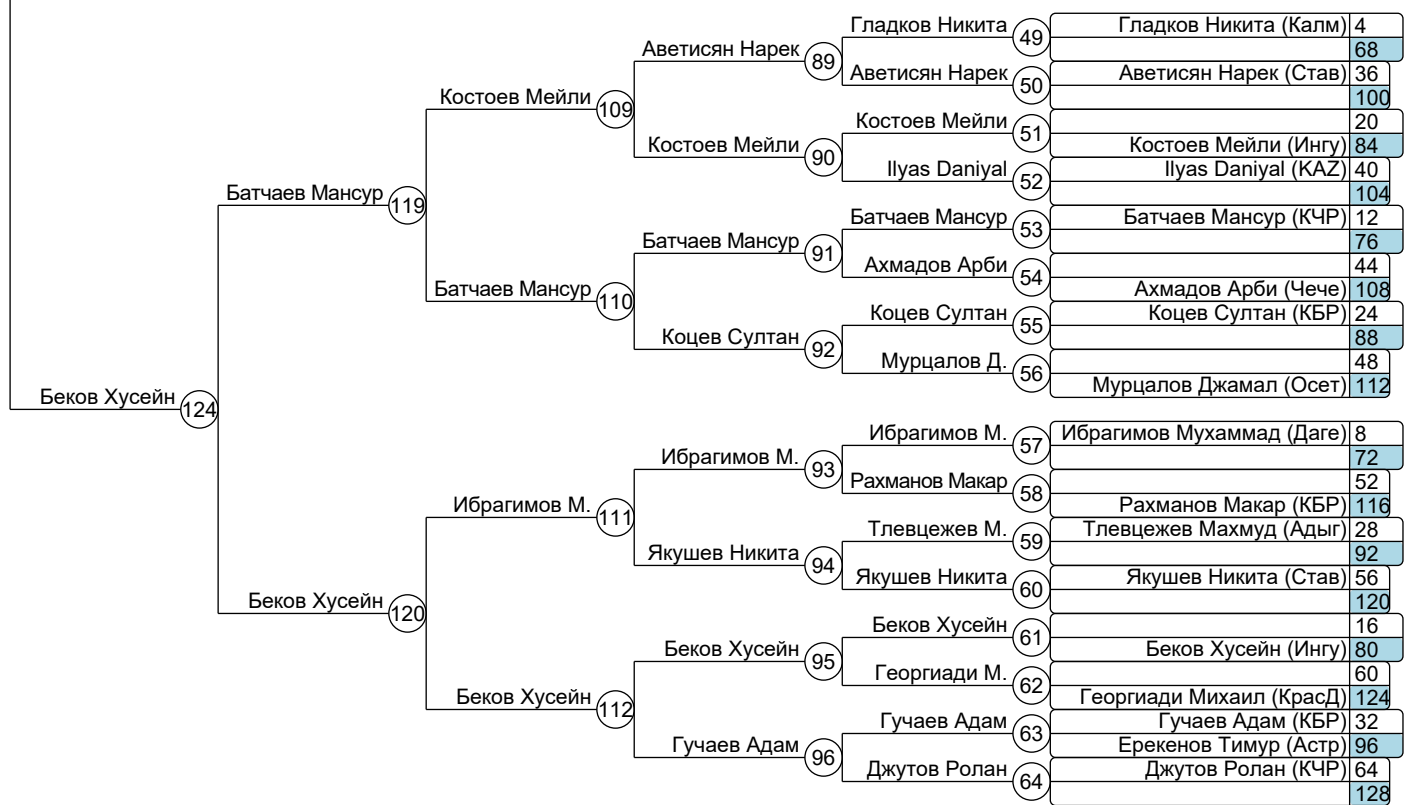 Гладков Никита (Калм) 4
Гладков Никита 49
68
Аветисян Нарек 89
Аветисян Нарек 50 Аветисян Нарек (Став) 36
100
Костоев Мейли 109
20
Костоев Мейли 51
Костоев Мейли 90 Костоев Мейли (Ингу) 84
Ilyas Daniyal 52 Ilyas Daniyal (KAZ) 40
104
Батчаев Мансур 119
Батчаев Мансур 53 Батчаев Мансур (КЧР) 12
76
Батчаев Мансур 91
Ахмадов Арби 54 44
Батчаев Мансур 110 Ахмадов Арби (Чече) 108
Коцев Султан 55 Коцев Султан (КБР) 24
88
Коцев Султан 92
Мурцалов Д. 56 48
Мурцалов Джамал (Осет) 112
Беков Хусейн 124
Ибрагимов М. 57 Ибрагимов Мухаммад (Даге) 8
72
Ибрагимов М. 93
Рахманов Макар 58 52
Ибрагимов М. 111 Рахманов Макар (КБР) 116
Тлевцежев М. 59 Тлевцежев Махмуд (Адыг) 28
92
Якушев Никита 94
Якушев Никита 60 Якушев Никита (Став) 56
120
Беков Хусейн 120
Беков Хусейн 61 16
Беков Хусейн 95 Беков Хусейн (Ингу) 80
Георгиади М. 62 60
Беков Хусейн 112 Георгиади Михаил (КрасД) 124
Гучаев Адам 63 Гучаев Адам (КБР) 32
Гучаев Адам 96 Ерекенов Тимур (Астр) 96
Джутов Ролан 64 Джутов Ролан (КЧР) 64
128